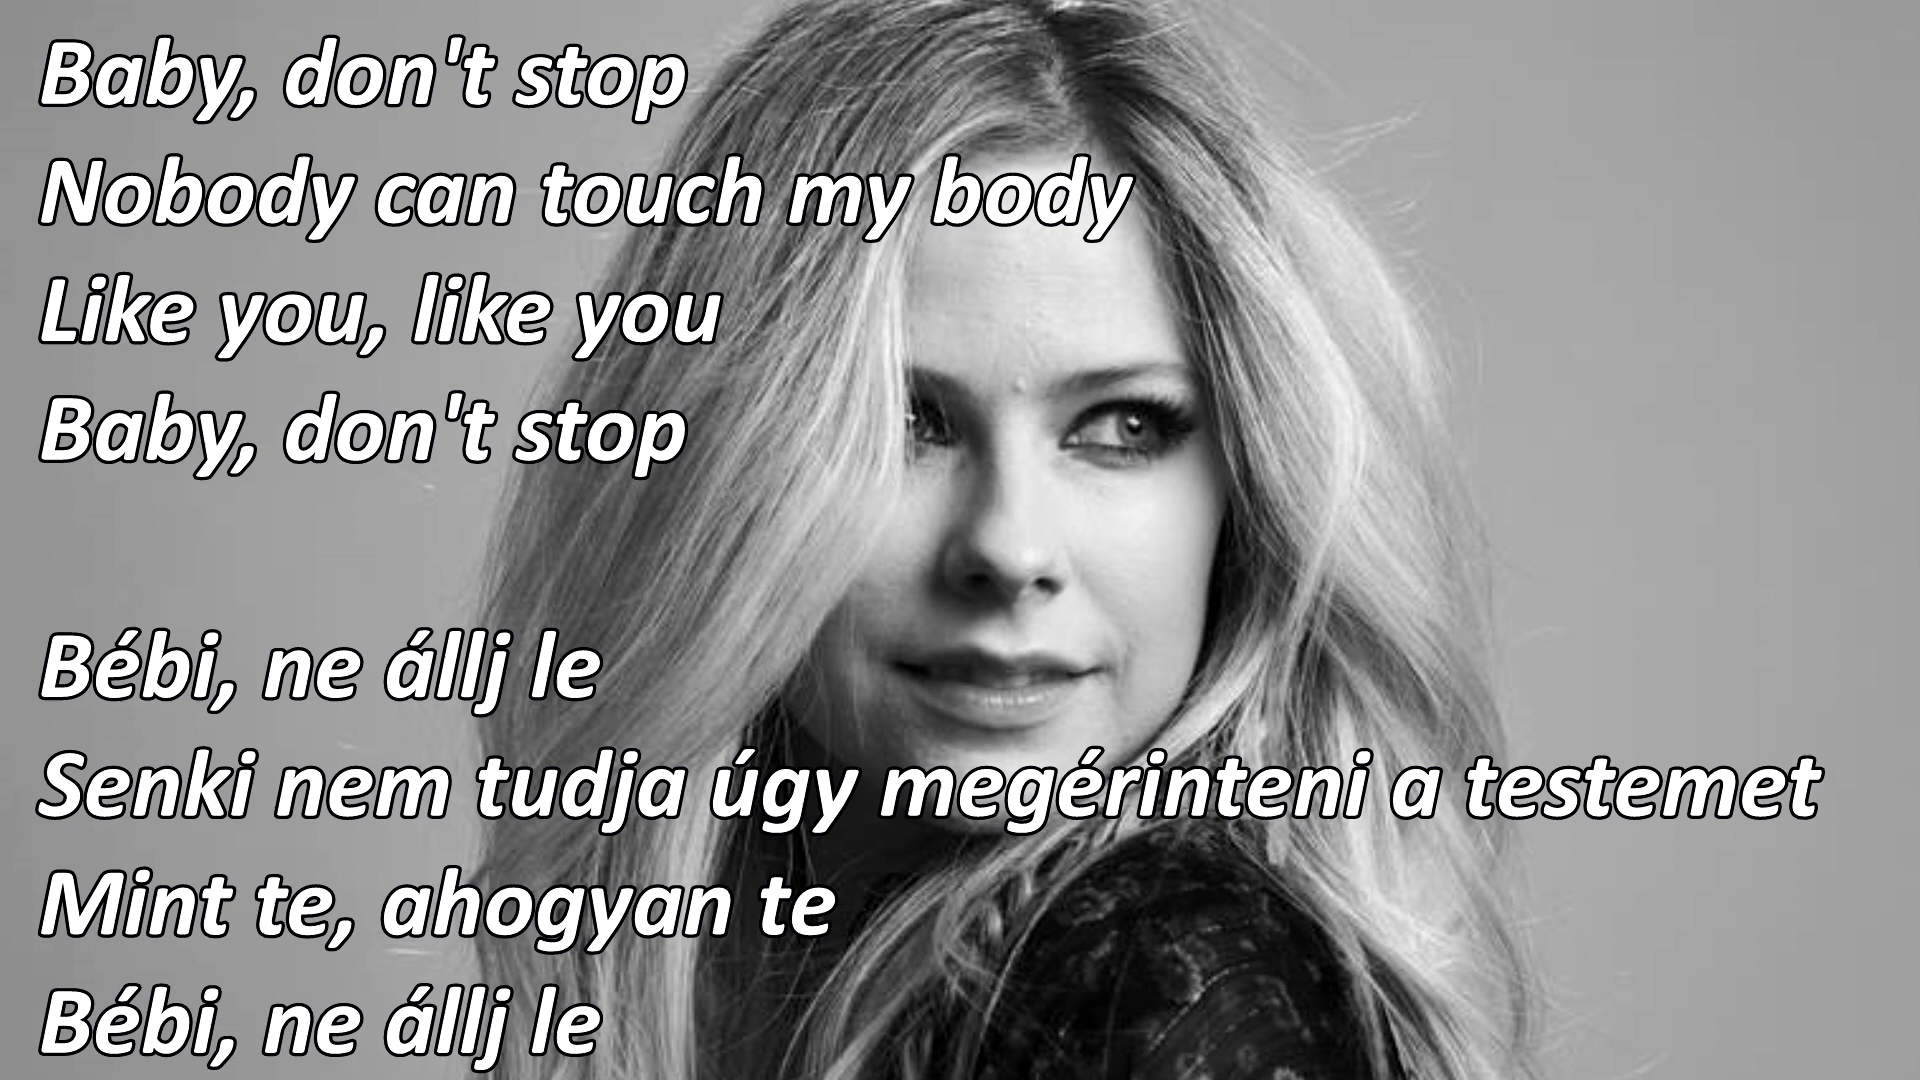 Baby, don't stop
Nobody can touch my body
Like you, like you
Baby, don't stop
Bébi, ne állj le
Senki nem tudja úgy megérinteni a testemet
Mint te, ahogyan te
Bébi, ne állj le